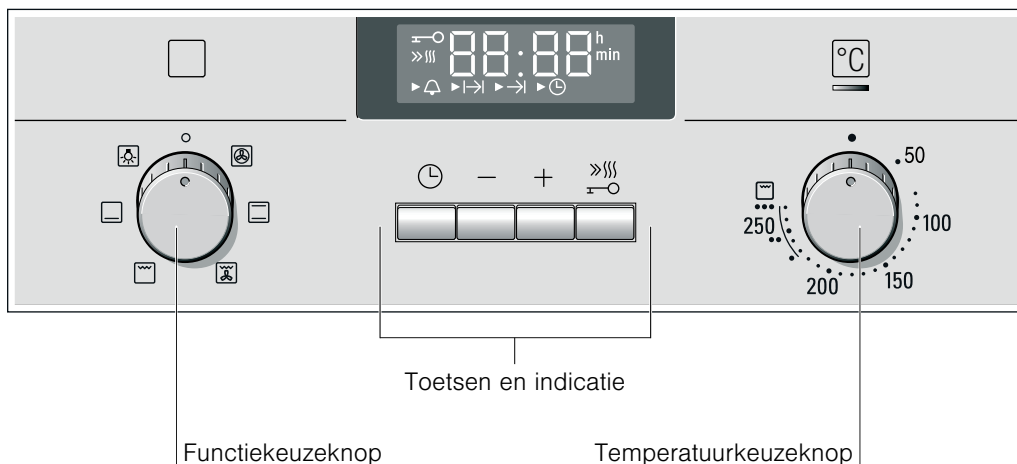 88:88 h
min
°C
50
100
150
200
250
Toetsen en indicatie
Functiekeuzeknop
Temperatuurkeuzeknop